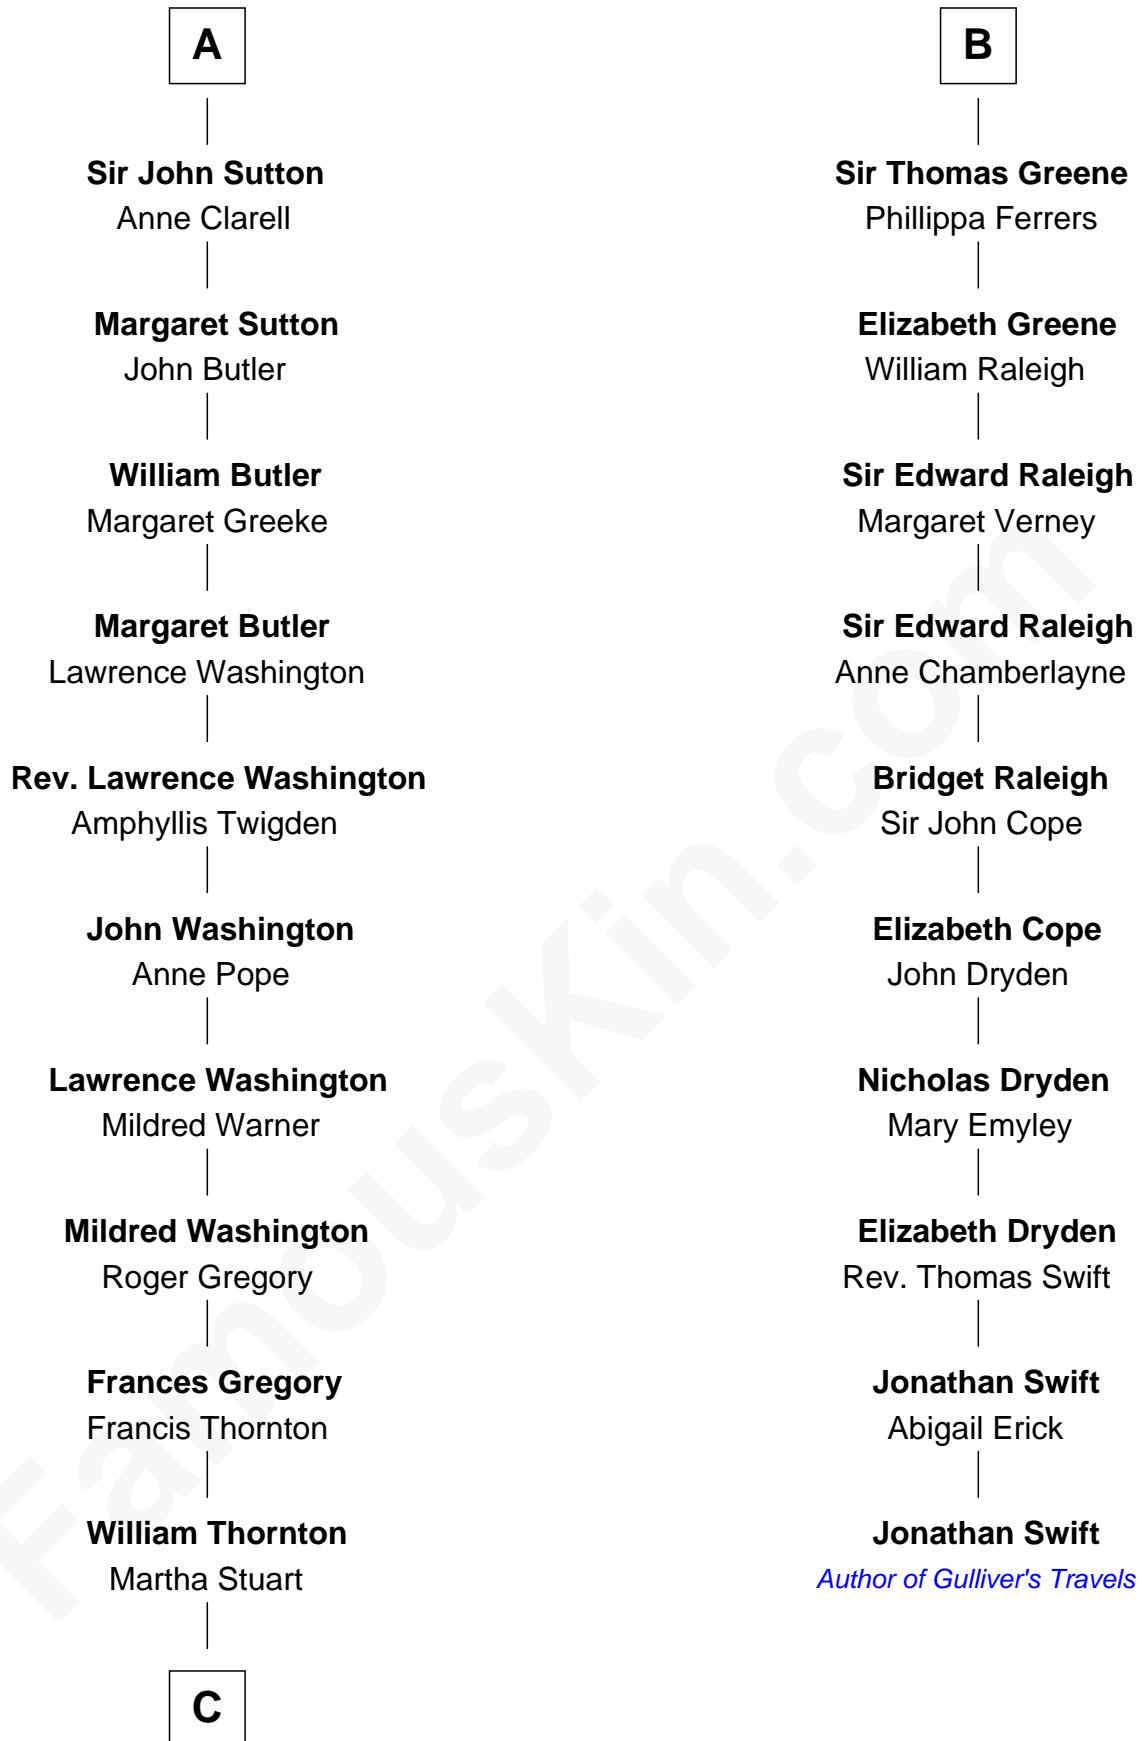 A
Sir John Sutton
Anne Clarell
Margaret Sutton
John Butler
William Butler
Margaret Greeke
Margaret Butler
Lawrence Washington
Rev. Lawrence Washington
Amphyllis Twigden
John Washington
Anne Pope
Lawrence Washington
Mildred Warner
Mildred Washington
Roger Gregory
Frances Gregory
Francis Thornton
William Thornton
Martha Stuart
C
B
Sir Thomas Greene
Phillippa Ferrers
Elizabeth Greene
William Raleigh
Sir Edward Raleigh
Margaret Verney
Sir Edward Raleigh
Anne Chamberlayne
Bridget Raleigh
Sir John Cope
Elizabeth Cope
John Dryden
Nicholas Dryden
Mary Emyley
Elizabeth Dryden
Rev. Thomas Swift
Jonathan Swift
Abigail Erick
Jonathan Swift
Author of Gulliver's Travels
FamousKin.com